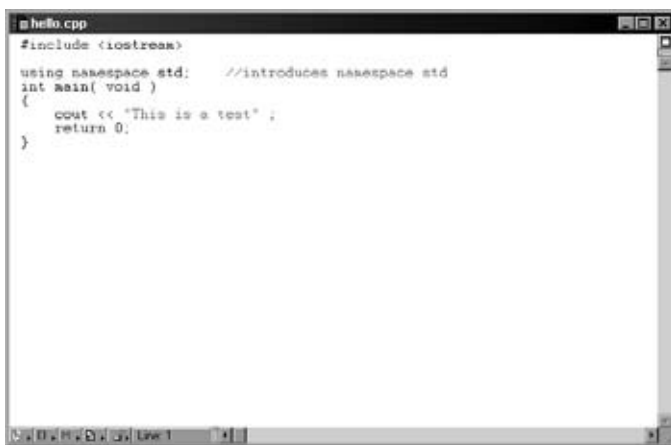 hello.cpp
#include <iostream>
using namespace std;    //introduces namespace std
int main( void )
{
    cout << "This is a test" ;
    return 0;
}
Line: 1